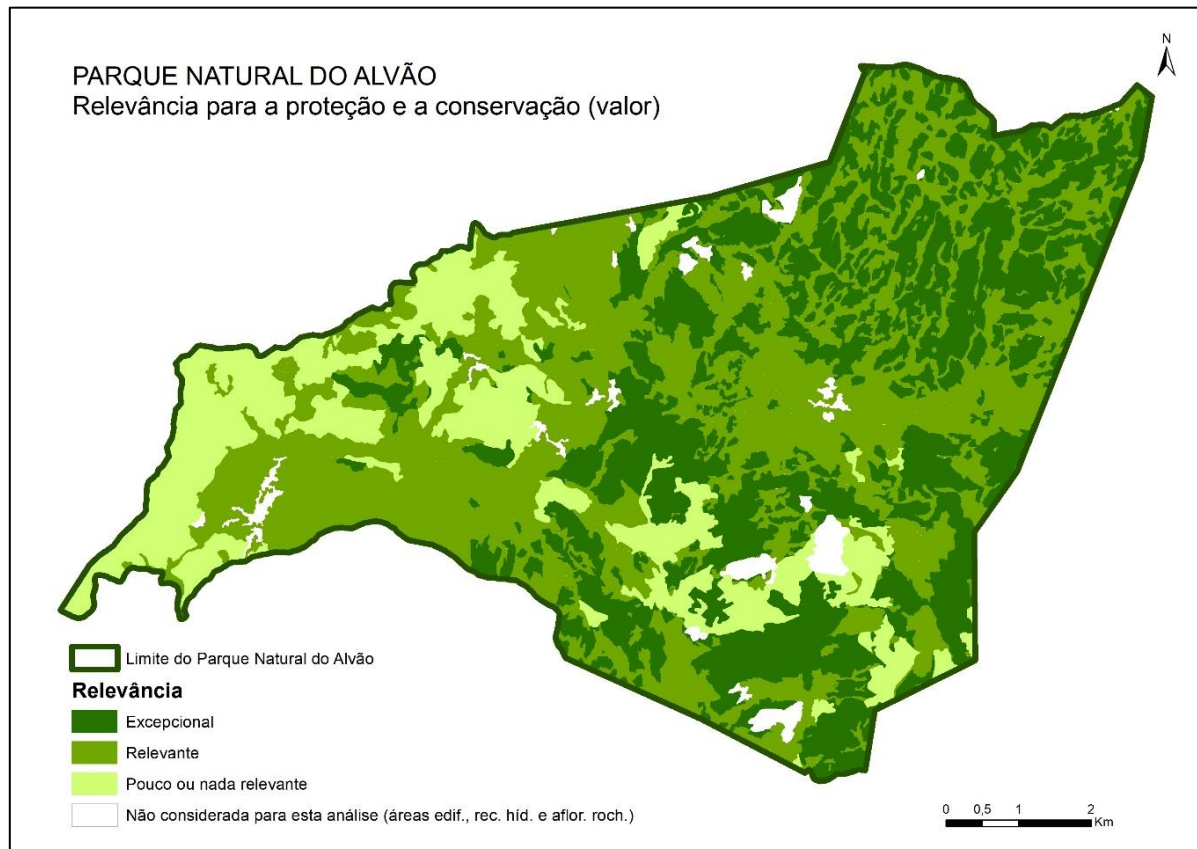 PARQUE NATURAL DO ALVÃO
Relevância para a proteção e a conservação (valor)
N
Limite do Parque Natural do Alvão
Relevância
Excepcional
Relevante
Pouco ou nada relevante
Não considerada para esta análise (áreas edif., rec. híd. e aflor. roch.)
0 0,5 1 2
Km